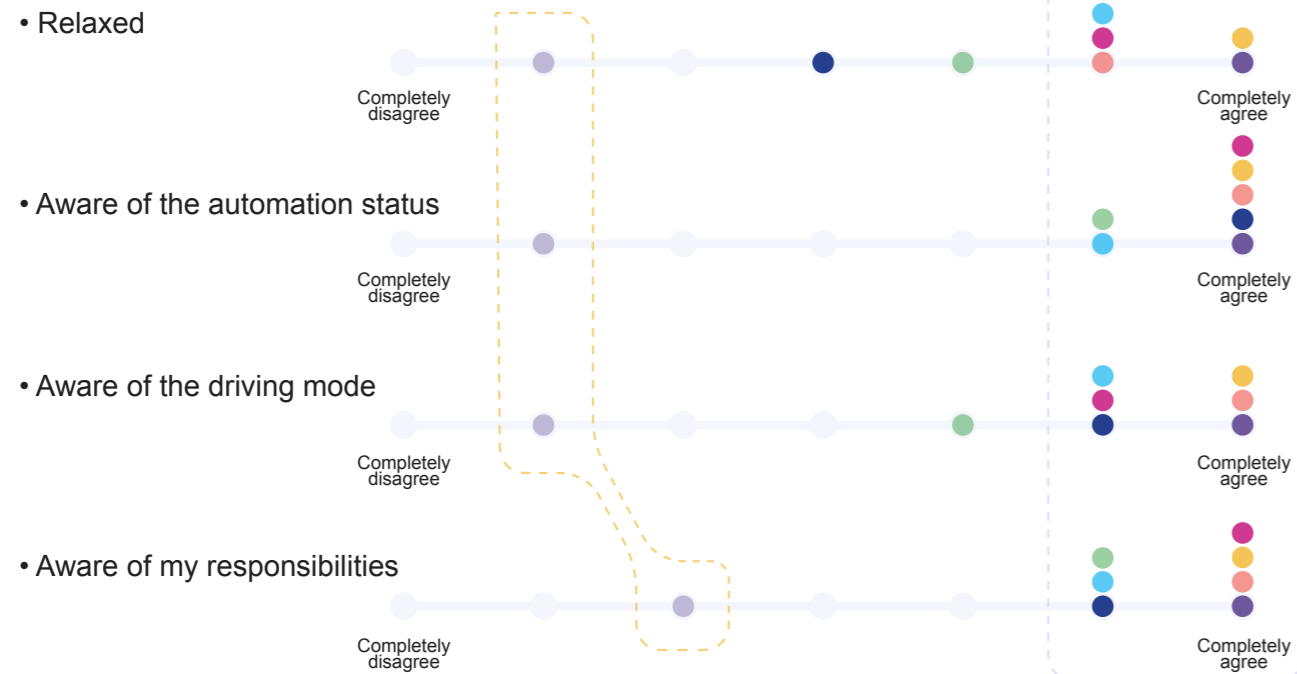 • Relaxed
Completely
disagree
Completely
agree
• Aware of the automation status
Completely
disagree
Completely
agree
• Aware of the driving mode
Completely
disagree
Completely
agree
• Aware of my responsibilities
Completely
disagree
Completely
agree